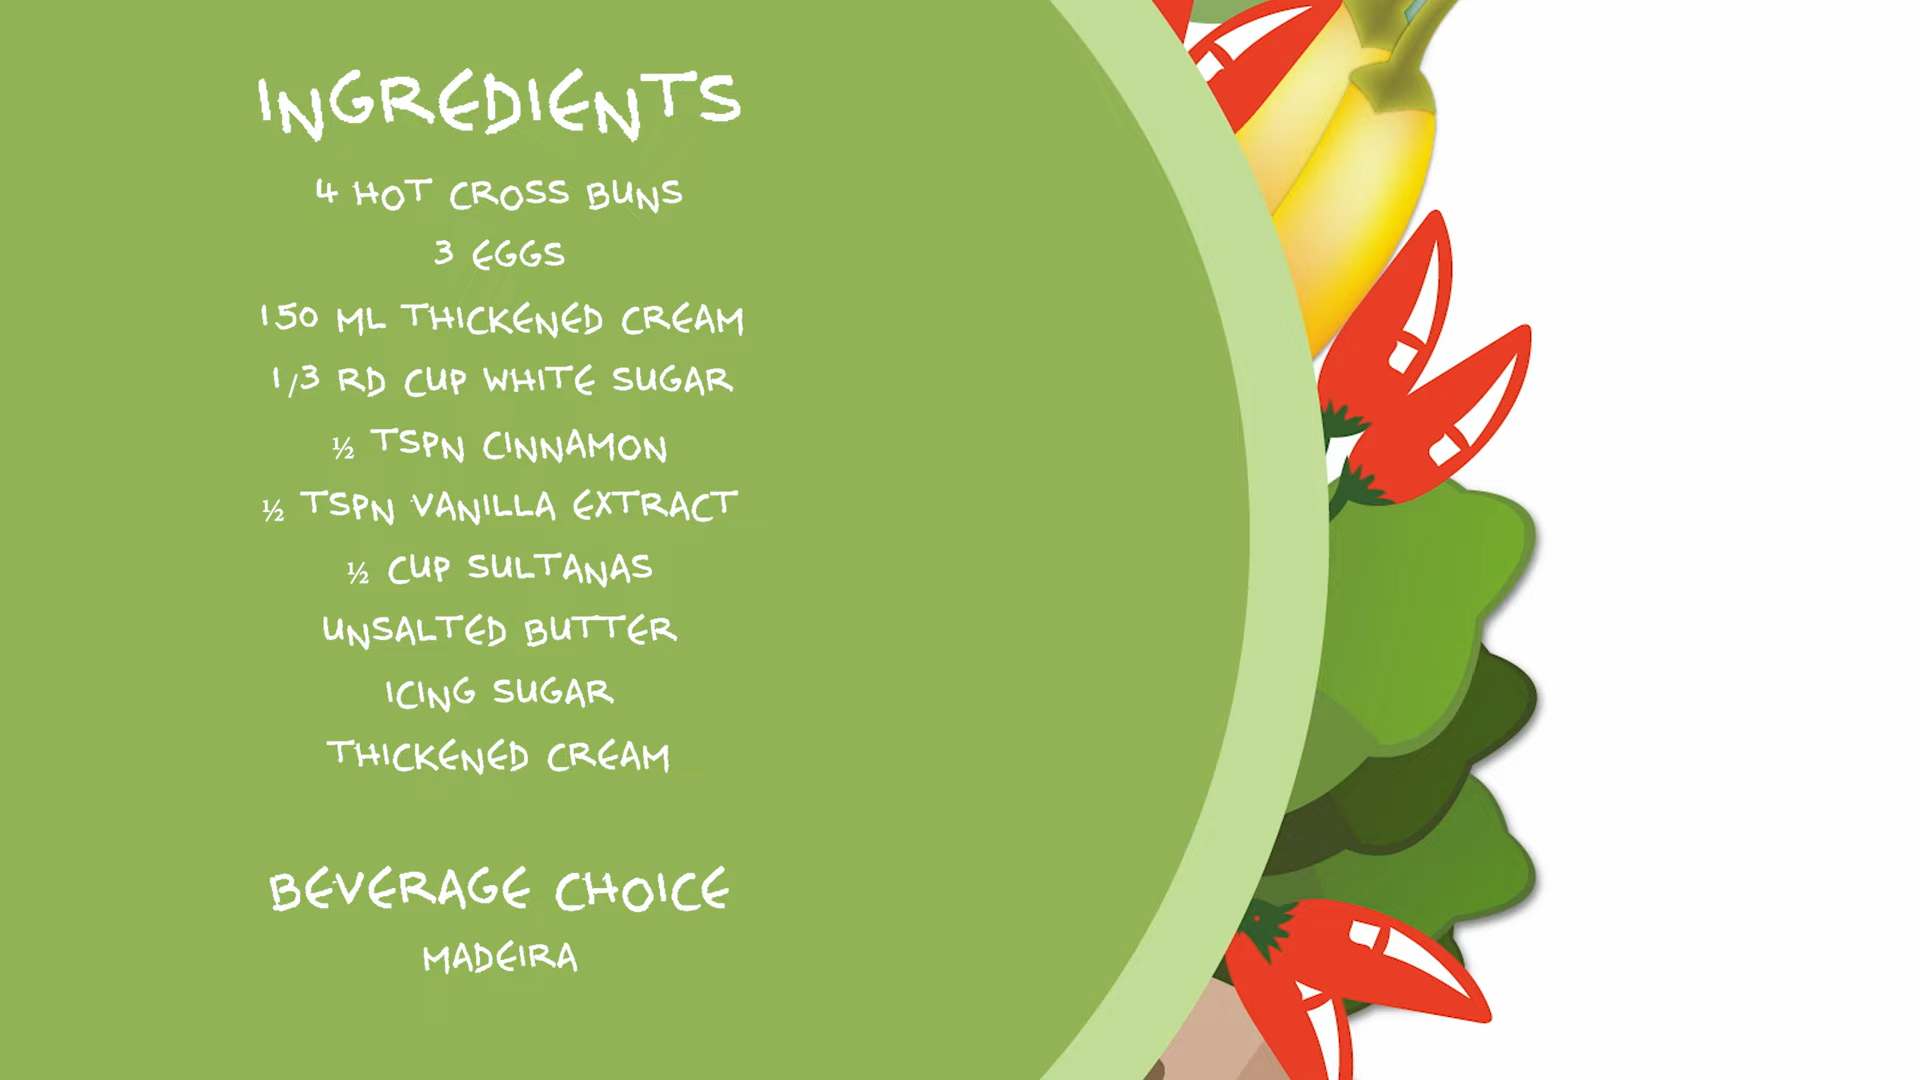 INGREDIENTS
4 HOT CROSS BUNS
3 EGGS
150 ML THICKENED CREAM
1/3 RD CUP WHITE SUGAR
½ TSPN CINNAMON
½ TSPN VANILLA EXTRACT
½ CUP SULTANAS
UNSALTED BUTTER
ICING SUGAR
THICKENED CREAM
BEVERAGE CHOICE
MADEIRA